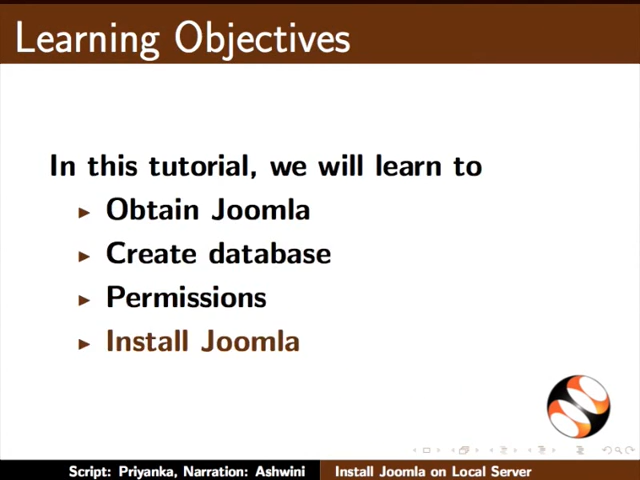 Learning Objectives
In this tutorial, we will learn to
Obtain Joomla
Create database
Permissions
Install Joomla
Script: Priyanka, Narration: Ashwini
Install Joomla on Local Server